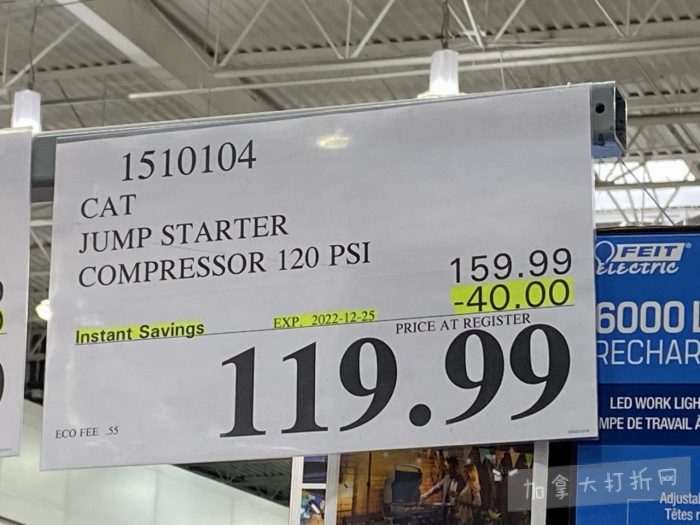 1510104
CAT
JUMP STARTER
COMPRESSOR 120 PSI
159.99
-40.00
Instant Savings
EXP. 2022-12-25
PRICE AT REGISTER
119.99
ECO FEE .55
FEIT
Electric
6000
RECHAR
LED WORK LIGH
MPE DE TRAVAIL À
Adjusta
Têtes r
加拿大打折网